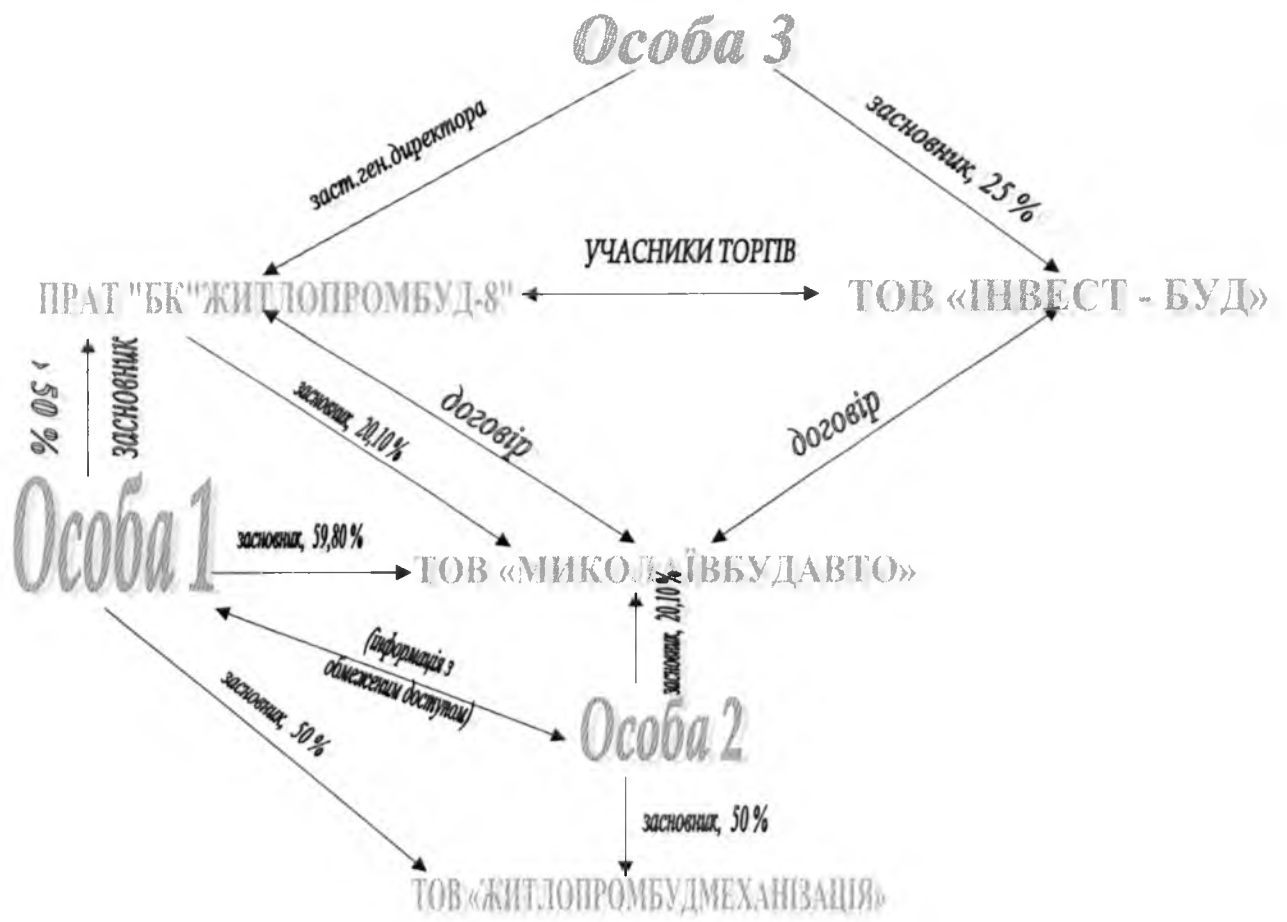 Особа 3
заст.ген.директора
засновник, 25 %
УЧАСНИКИ ТОРГІВ
ПРАТ "БК"ЖИТЛОПРОМБУД-8"
ТОВ «ІНВЕСТ - БУД»
> 50 %
засновник
засновник, 20,10 %
договір
договір
Особа 1
засновник, 59,80 %
ТОВ «МИКОЛАЇВБУДАВТО»
засновник, 20,10 %
(інформація з
обмеженим доступом)
засновник, 50 %
Особа 2
засновник, 50 %
ТОВ «ЖИТЛОПРОМБУДМЕХАНІЗАЦІЯ»